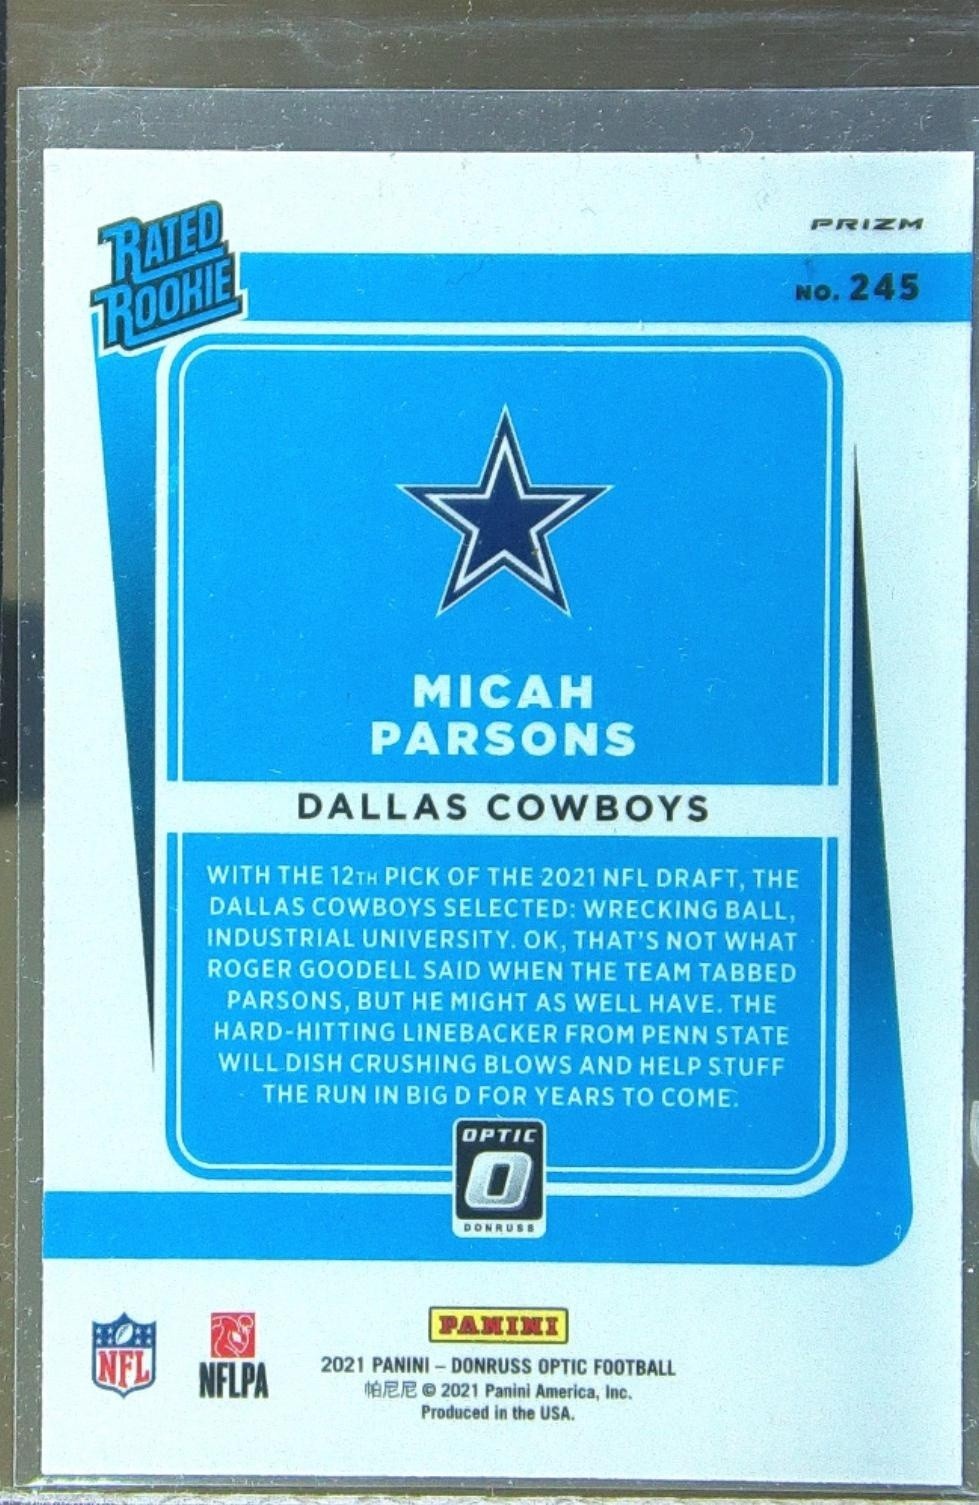 RATED
ROOKIE
PRIZM
NO. 245
MICAH
PARSONS
DALLAS COWBOYS
WITH THE 12TH PICK OF THE 2021 NFL DRAFT, THE
DALLAS COWBOYS SELECTED: WRECKING BALL,
INDUSTRIAL UNIVERSITY. OK, THAT'S NOT WHAT
ROGER GOODELL SAID WHEN THE TEAM TABBED
PARSONS, BUT HE MIGHT AS WELL HAVE. THE
HARD-HITTING LINEBACKER FROM PENN STATE
WILL DISH CRUSHING BLOWS AND HELP STUFF
THE RUN IN BIG D FOR YEARS TO COME.
OPTIC
O
DONRUSS
NFL
NFLPA
PANINI
2021 PANINI – DONRUSS OPTIC FOOTBALL
帕尼尼 © 2021 Panini America, Inc.
Produced in the USA.